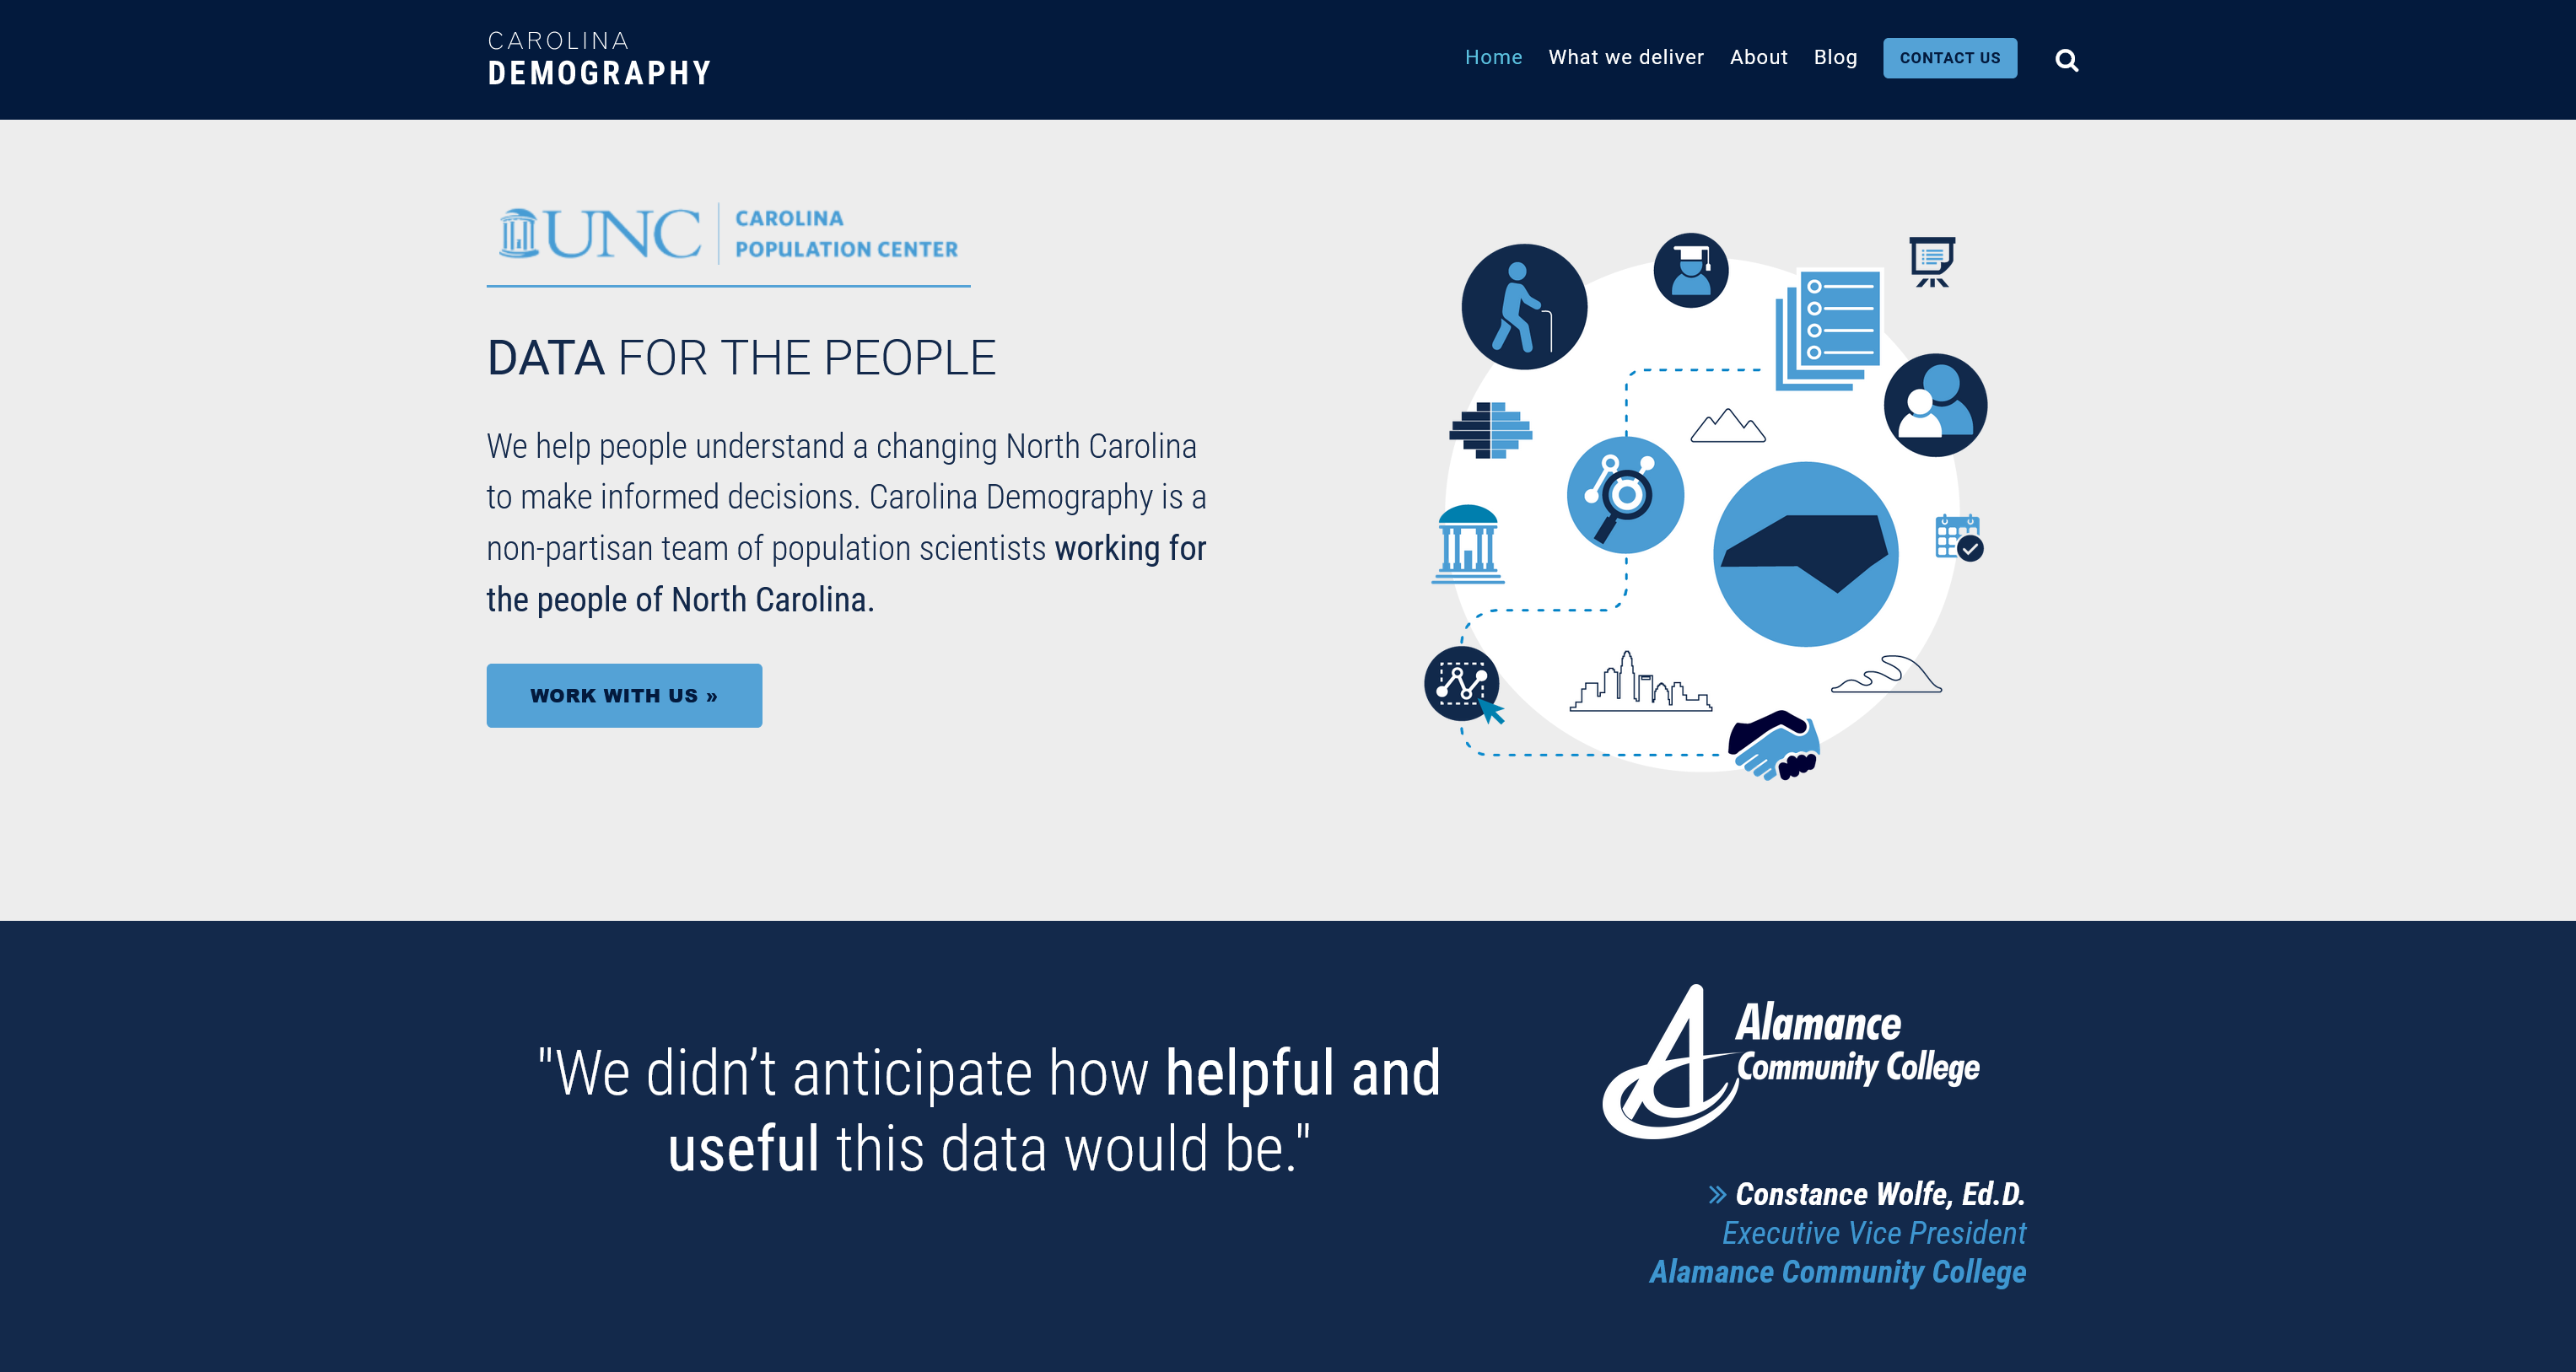 CAROLINA
DEMOGRAPHY
Home What we deliver About Blog CONTACT US
UNC CAROLINA
POPULATION CENTER
DATA FOR THE PEOPLE
We help people understand a changing North Carolina
to make informed decisions. Carolina Demography is a
non-partisan team of population scientists working for
the people of North Carolina.
WORK WITH US »
"We didn’t anticipate how helpful and
useful this data would be."
Alamance
Community College
» Constance Wolfe, Ed.D.
Executive Vice President
Alamance Community College